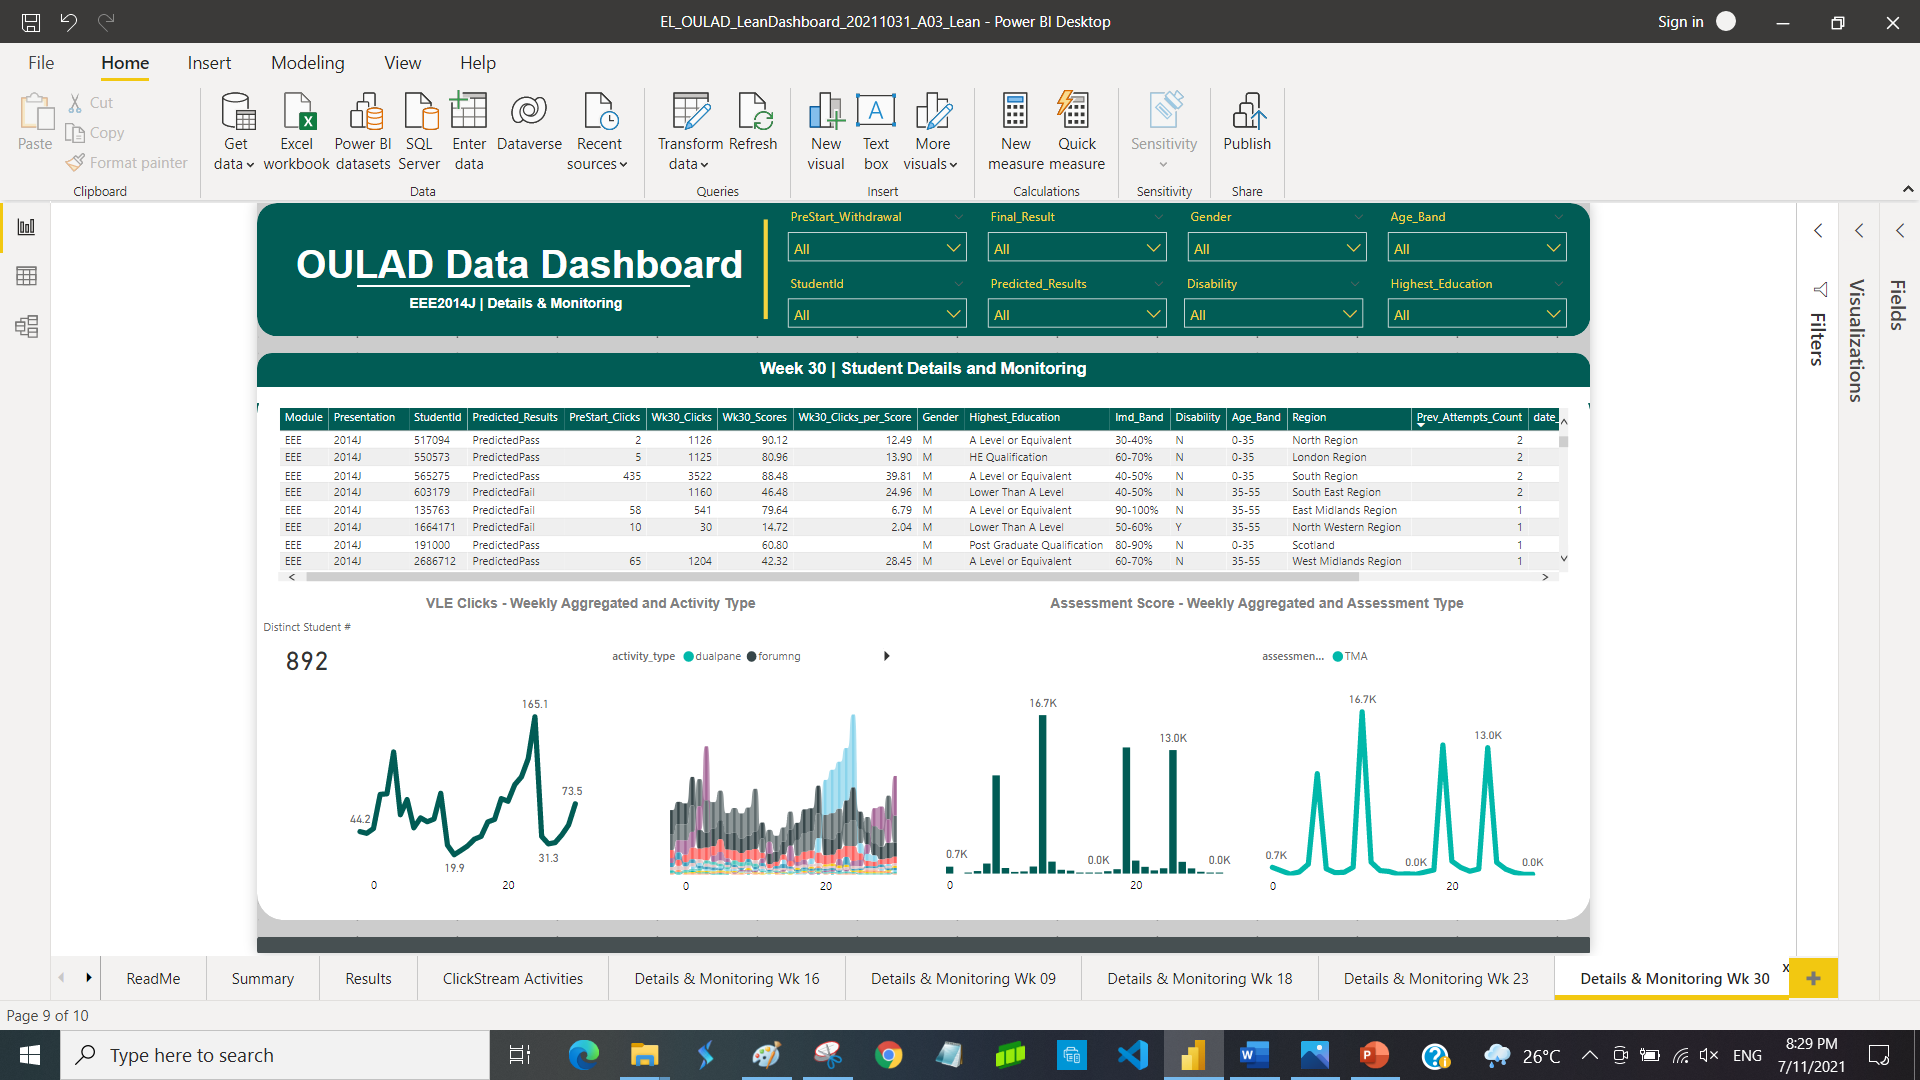 EL_OULAD_LeanDashboard_20211031_A03_Lean - Power BI Desktop
Sign in
File Home Insert Modeling View Help
Paste
Cut
Copy
Format painter
Clipboard
Get data
Excel workbook
Power BI datasets
SQL Server
Enter data
Dataverse
Recent sources
Data
Transform data
Refresh
Queries
New visual
Text box
More visuals
Insert
New measure
Quick measure
Calculations
Sensitivity
Sensitivity
Publish
Share
OULAD Data Dashboard
EEE2014J | Details & Monitoring
PreStart_Withdrawal Final_Result Gender Age_Band
All All All All
StudentId Predicted_Results Disability Highest_Education
All All All All
Filters
Visualizations
Fields
Week 30 | Student Details and Monitoring
Module Presentation StudentId Predicted_Results PreStart_Clicks Wk30_Clicks Wk30_Scores Wk30_Clicks_per_Score Gender Highest_Education Imd_Band Disability Age_Band Region Prev_Attempts_Count date_
EEE 2014J 517094 PredictedPass 2 1126 90.12 12.49 M A Level or Equivalent 30-40% N 0-35 North Region 2
EEE 2014J 550573 PredictedPass 5 1125 80.96 13.90 M HE Qualification 60-70% N 0-35 London Region 2
EEE 2014J 565275 PredictedPass 435 3522 88.48 39.81 M A Level or Equivalent 40-50% N 0-35 South Region 2
EEE 2014J 603179 PredictedFail 1160 46.48 24.96 M Lower Than A Level 40-50% N 35-55 South East Region 2
EEE 2014J 135763 PredictedFail 58 541 79.64 6.79 M A Level or Equivalent 90-100% N 35-55 East Midlands Region 1
EEE 2014J 1664171 PredictedFail 10 30 14.72 2.04 M Lower Than A Level 50-60% Y 35-55 North Western Region 1
EEE 2014J 191000 PredictedPass 60.80 M Post Graduate Qualification 80-90% N 0-35 Scotland 1
EEE 2014J 2686712 PredictedPass 65 1204 42.32 28.45 M A Level or Equivalent 60-70% N 35-55 West Midlands Region 1
VLE Clicks - Weekly Aggregated and Activity Type
Assessment Score - Weekly Aggregated and Assessment Type
Distinct Student #
892
activity_type dualpane forumng
assessmen... TMA
165.1
73.5
44.2
19.9
31.3
0 20
0 20
16.7K
13.0K
0.7K
0.0K
0.0K
0 20
16.7K
13.0K
0.7K
0.0K
0.0K
0 20
ReadMe Summary Results ClickStream Activities Details & Monitoring Wk 16 Details & Monitoring Wk 09 Details & Monitoring Wk 18 Details & Monitoring Wk 23 Details & Monitoring Wk 30 x
Page 9 of 10
Type here to search
26°C
ENG
8:29 PM
7/11/2021